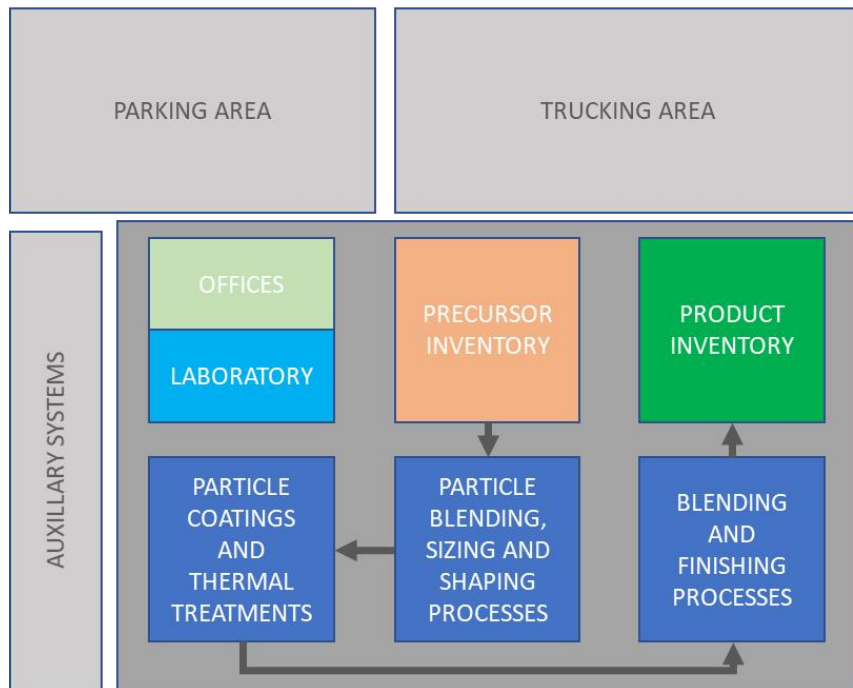 PARKING AREA
TRUCKING AREA
AUXILLARY SYSTEMS
OFFICES
LABORATORY
PRECURSOR
INVENTORY
PRODUCT
INVENTORY
PARTICLE
COATINGS
AND
THERMAL
TREATMENTS
PARTICLE
BLENDING,
SIZING AND
SHAPING
PROCESSES
BLENDING
AND
FINISHING
PROCESSES